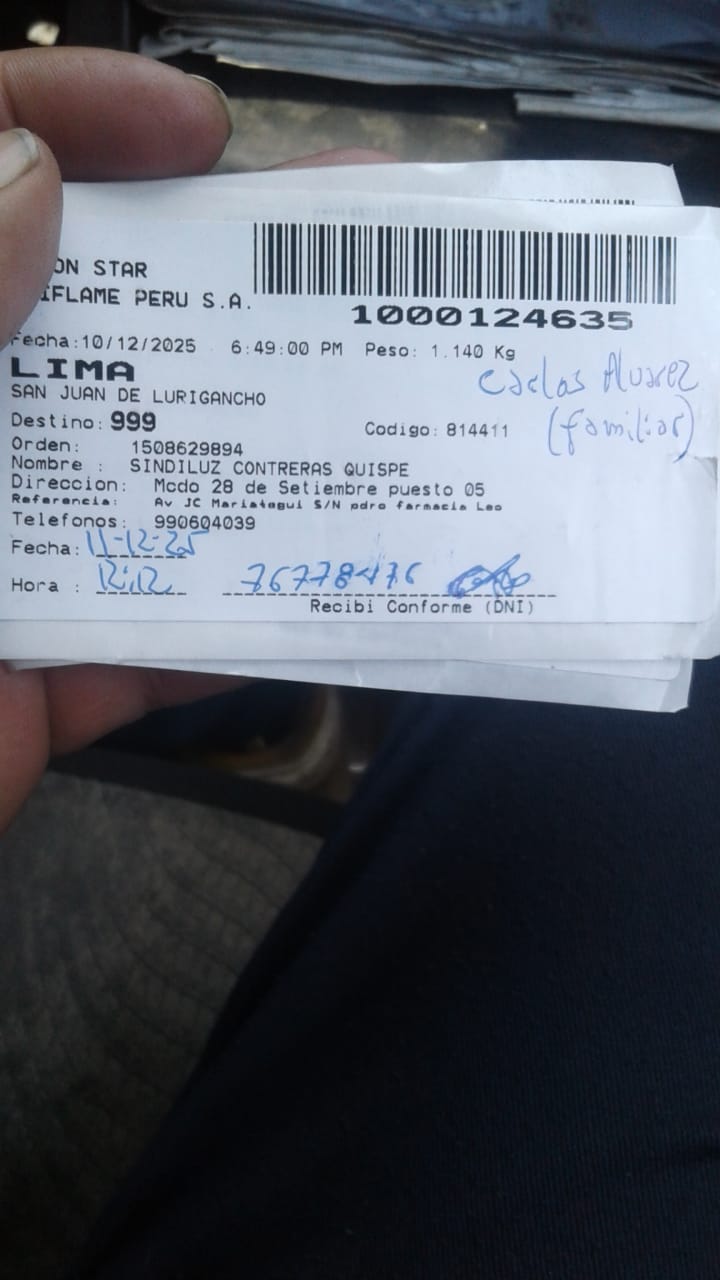 ON STAR
IFLAME PERU S.A.
1000124635
Fecha:10/12/2025 6:49:00 PM Peso: 1.140 Kg
LIMA
Carlos Alvarez
SAN JUAN DE LURIGANCHO
(familiar)
Destino: 999 Codigo: 814411
Orden: 1508629894
Nombre : SINDILUZ CONTRERAS QUISPE
Direccion: Mcdo 28 de Setiembre puesto 05
Referencia: Av JC Mariategui S/N pdro farmacia Leo
Telefonos: 990604039
Fecha: 11-12-25
Hora : 12:12 76778476
Recibi Conforme (DNI)